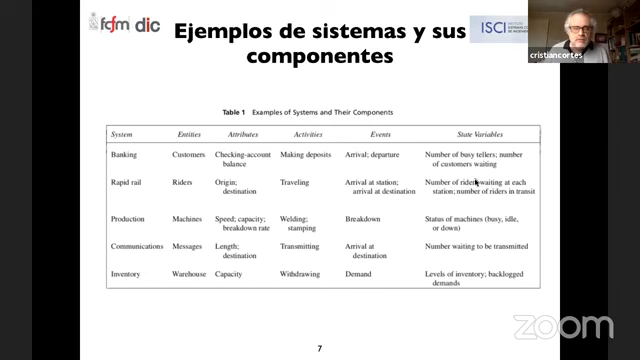 fcfm dic
Ejemplos de sistemas y sus
componentes
ISCI
cristiancortes
Table 1 Examples of Systems and Their Components
System Entities Attributes Activities Events State Variables
Banking Customers Checking-account Making deposits Arrival; departure Number of busy tellers; number
balance of customers waiting
Rapid rail Riders Origin; Traveling Arrival at station; Number of riders waiting at each
destination arrival at destination station; number of riders in transit
Production Machines Speed; capacity; Welding; Breakdown Status of machines (busy, idle,
breakdown rate stamping or down)
Communications Messages Length; Transmitting Arrival at Number waiting to be transmitted
destination destination
Inventory Warehouse Capacity Withdrawing Demand Levels of inventory; backlogged
demands
zoom
7